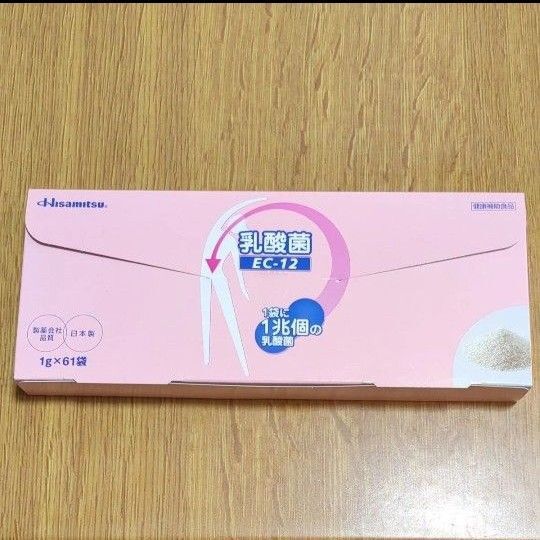 Hisamitsu®
健康補助食品
乳酸菌
EC-12
1袋に
1兆個の
乳酸菌
製薬会社
品質
日本製
1g×61袋